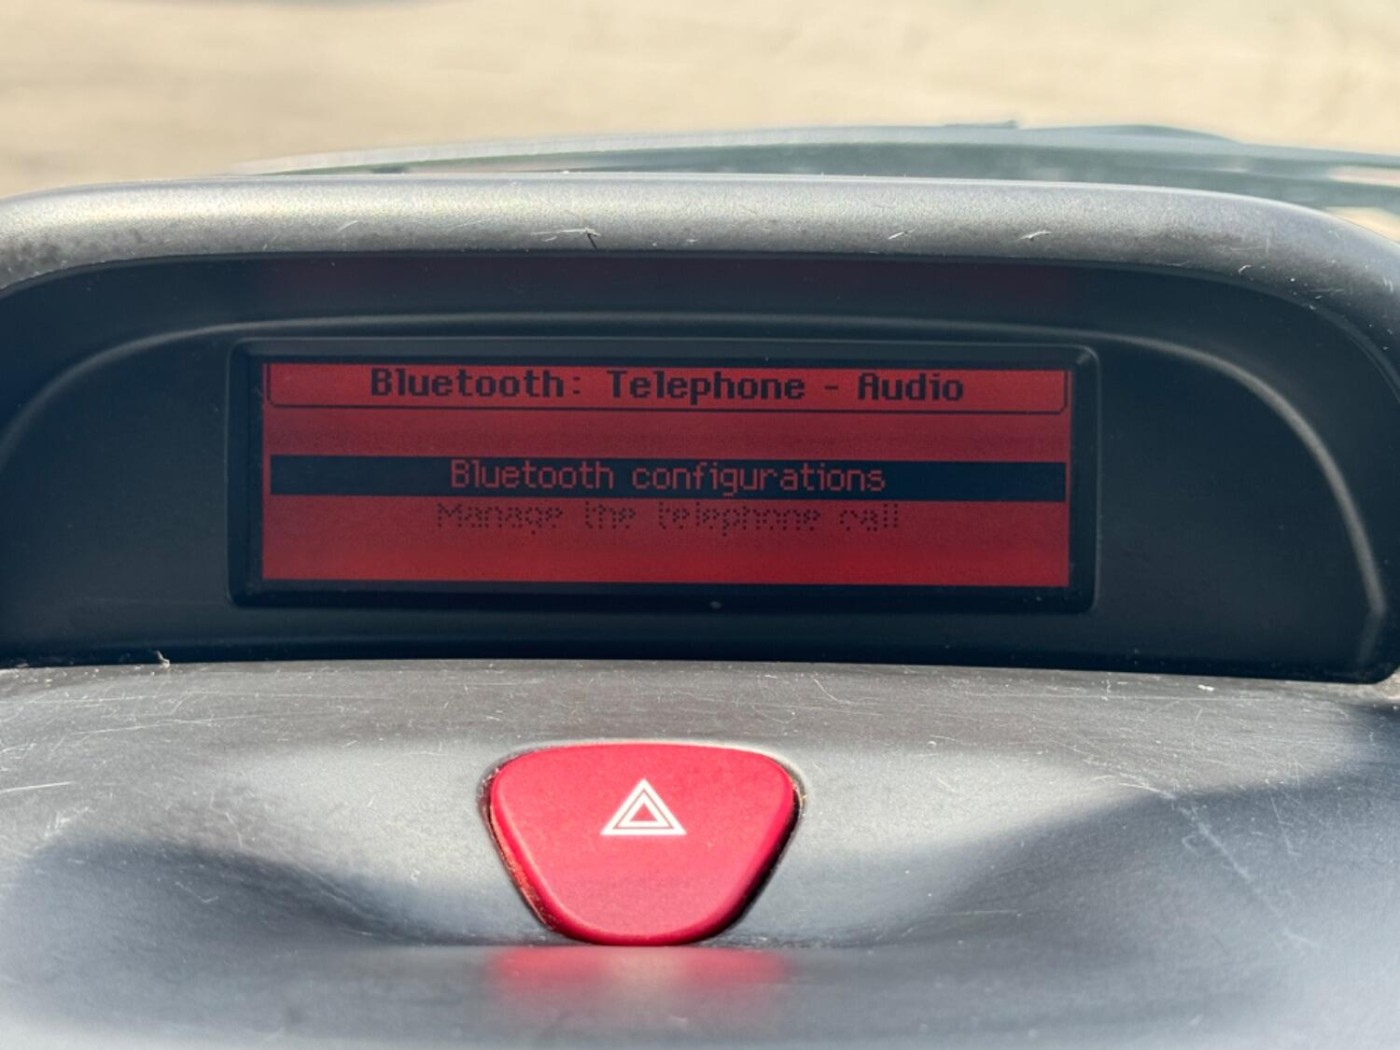 Bluetooth: Telephone - Audio
Bluetooth configurations
Manage the telephone call